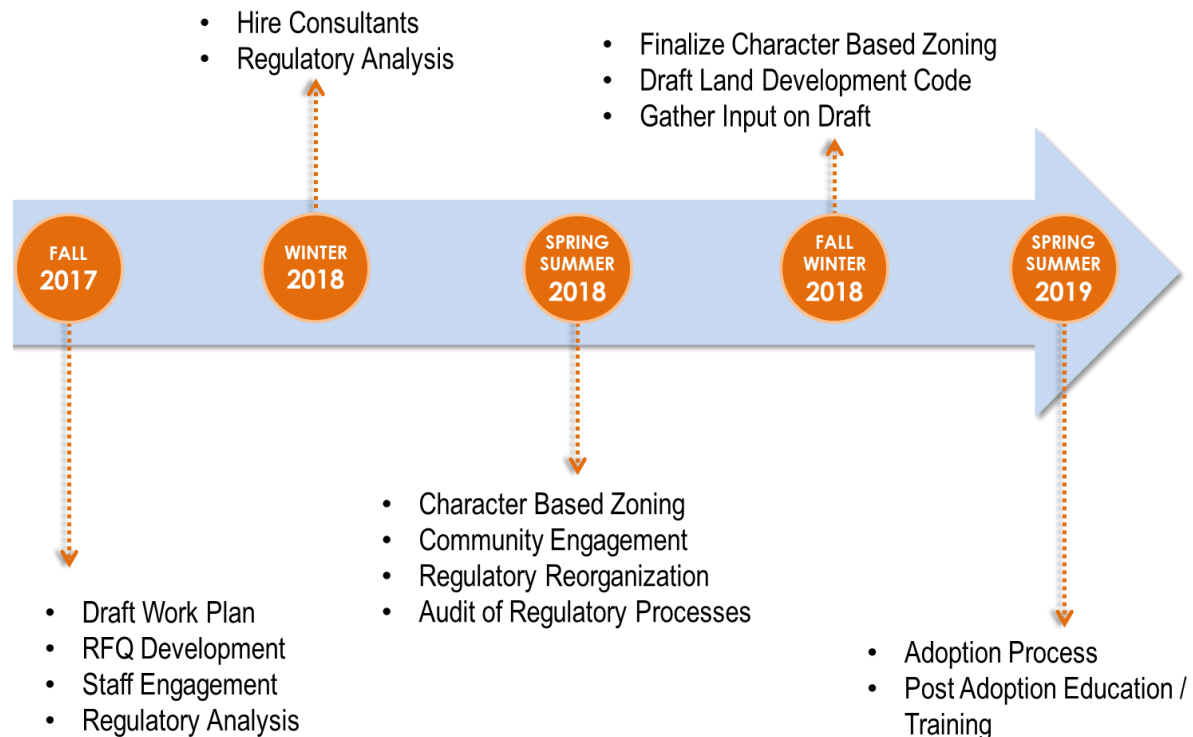 • Hire Consultants
• Regulatory Analysis
• Finalize Character Based Zoning
• Draft Land Development Code
• Gather Input on Draft
FALL
2017
WINTER
2018
SPRING
SUMMER
2018
FALL
WINTER
2018
SPRING
SUMMER
2019
• Draft Work Plan
• RFQ Development
• Staff Engagement
• Regulatory Analysis
• Character Based Zoning
• Community Engagement
• Regulatory Reorganization
• Audit of Regulatory Processes
• Adoption Process
• Post Adoption Education /
Training